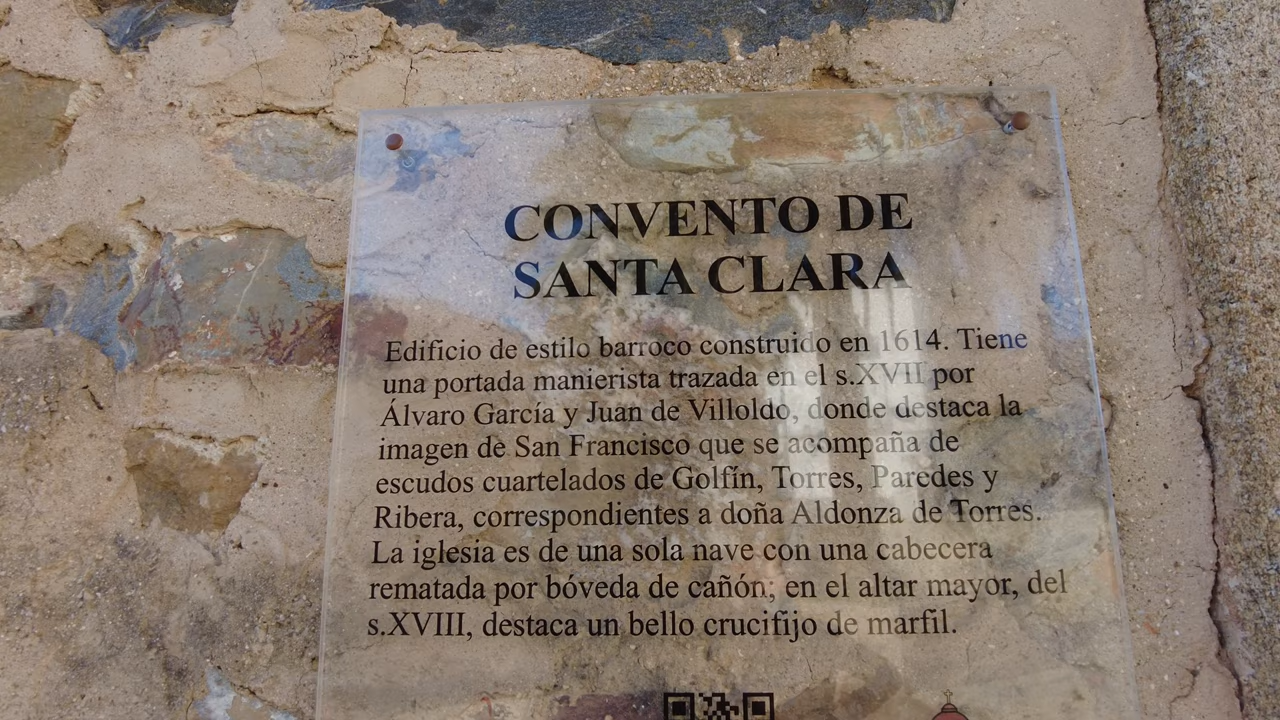 CONVENTO DE
SANTA CLARA
Edificio de estilo barroco construido en 1614. Tiene
una portada manierista trazada en el s.XVII por
Álvaro García y Juan de Villoldo, donde destaca la
imagen de San Francisco que se acompaña de
escudos cuartelados de Golfín, Torres, Paredes y
Ribera, correspondientes a doña Aldonza de Torres.
La iglesia es de una sola nave con una cabecera
rematada por bóveda de cañón; en el altar mayor, del
s.XVIII, destaca un bello crucifijo de marfil.